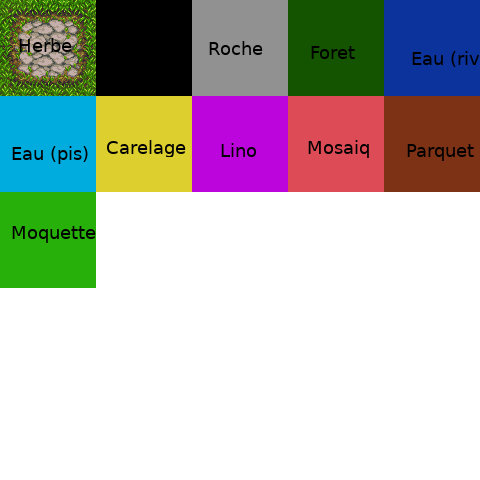 Herbe
Roche
Foret
Eau (riv
Eau (pis)
Carelage
Lino
Mosaiq
Parquet
Moquette